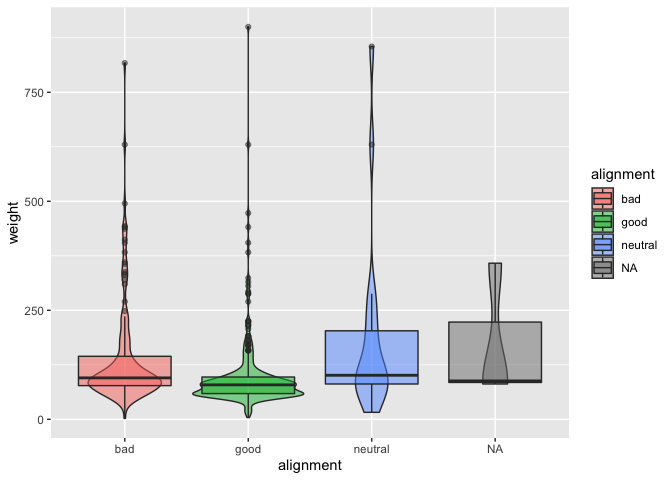 weight
750
500
250
0
bad good neutral NA
alignment
alignment
bad
good
neutral
NA